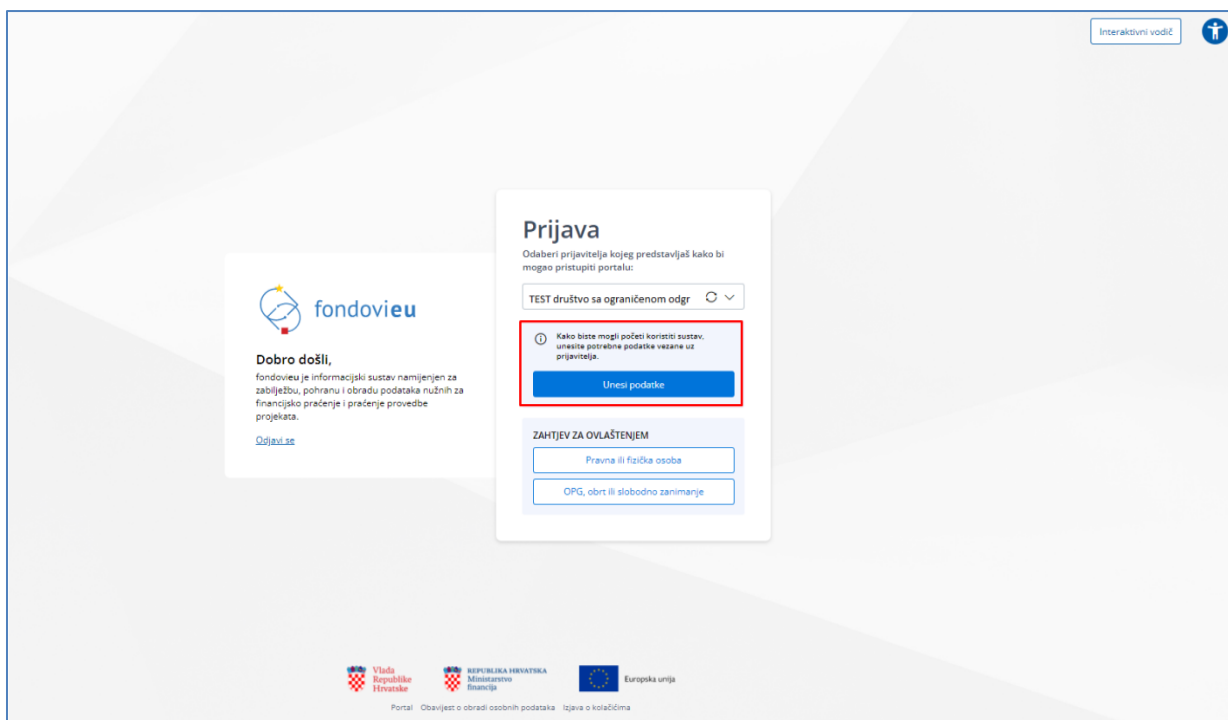 Interaktivni vodič
Prijava
Odaberi prijavitelja kojeg predstavljaš kako bi
mogao pristupiti portalu:
TEST društvo sa ograničenom odgr
Kako biste mogli početi koristiti sustav,
unesite potrebne podatke vezane uz
prijavitelja.
Unesi podatke
ZAHTJEV ZA OVLAŠTENJEM
Pravna ili fizička osoba
OPG, obrt ili slobodno zanimanje
fondovieu
Dobro došli,
fondovieu je informacijski sustav namijenjen za
zabilježbu, pohranu i obradu podataka nužnih za
financijsko praćenje i praćenje provedbe
projekata.
Odjavi se
Vlada
Republike
Hrvatske
REPUBLIKA HRVATSKA
Ministarstvo
financija
Europska unija
Portal Obavijest o obradi osobnih podataka Izjava o kolačićima